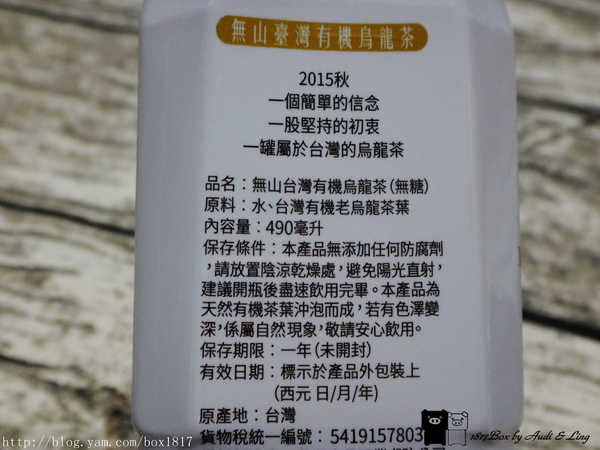 無山臺灣有機烏龍茶
2015秋
一個簡單的信念
一股堅持的初衷
一罐屬於台灣的烏龍茶
品名：無山台灣有機烏龍茶(無糖)
原料：水、台灣有機老烏龍茶葉
內容量：490毫升
保存條件：本產品無添加任何防腐劑
，請放置陰涼乾燥處，避免陽光直射，
建議開瓶後盡速飲用完畢。本產品為
天然有機茶葉沖泡而成，若有色澤變
深，係屬自然現象，敬請安心飲用。
保存期限：一年(未開封)
有效日期：標示於產品外包裝上
(西元 日/月/年)
原產地：台灣
貨物稅統一編號：5419157803
http://blog.yam.com/box1817
1817Box by Audi & Ling